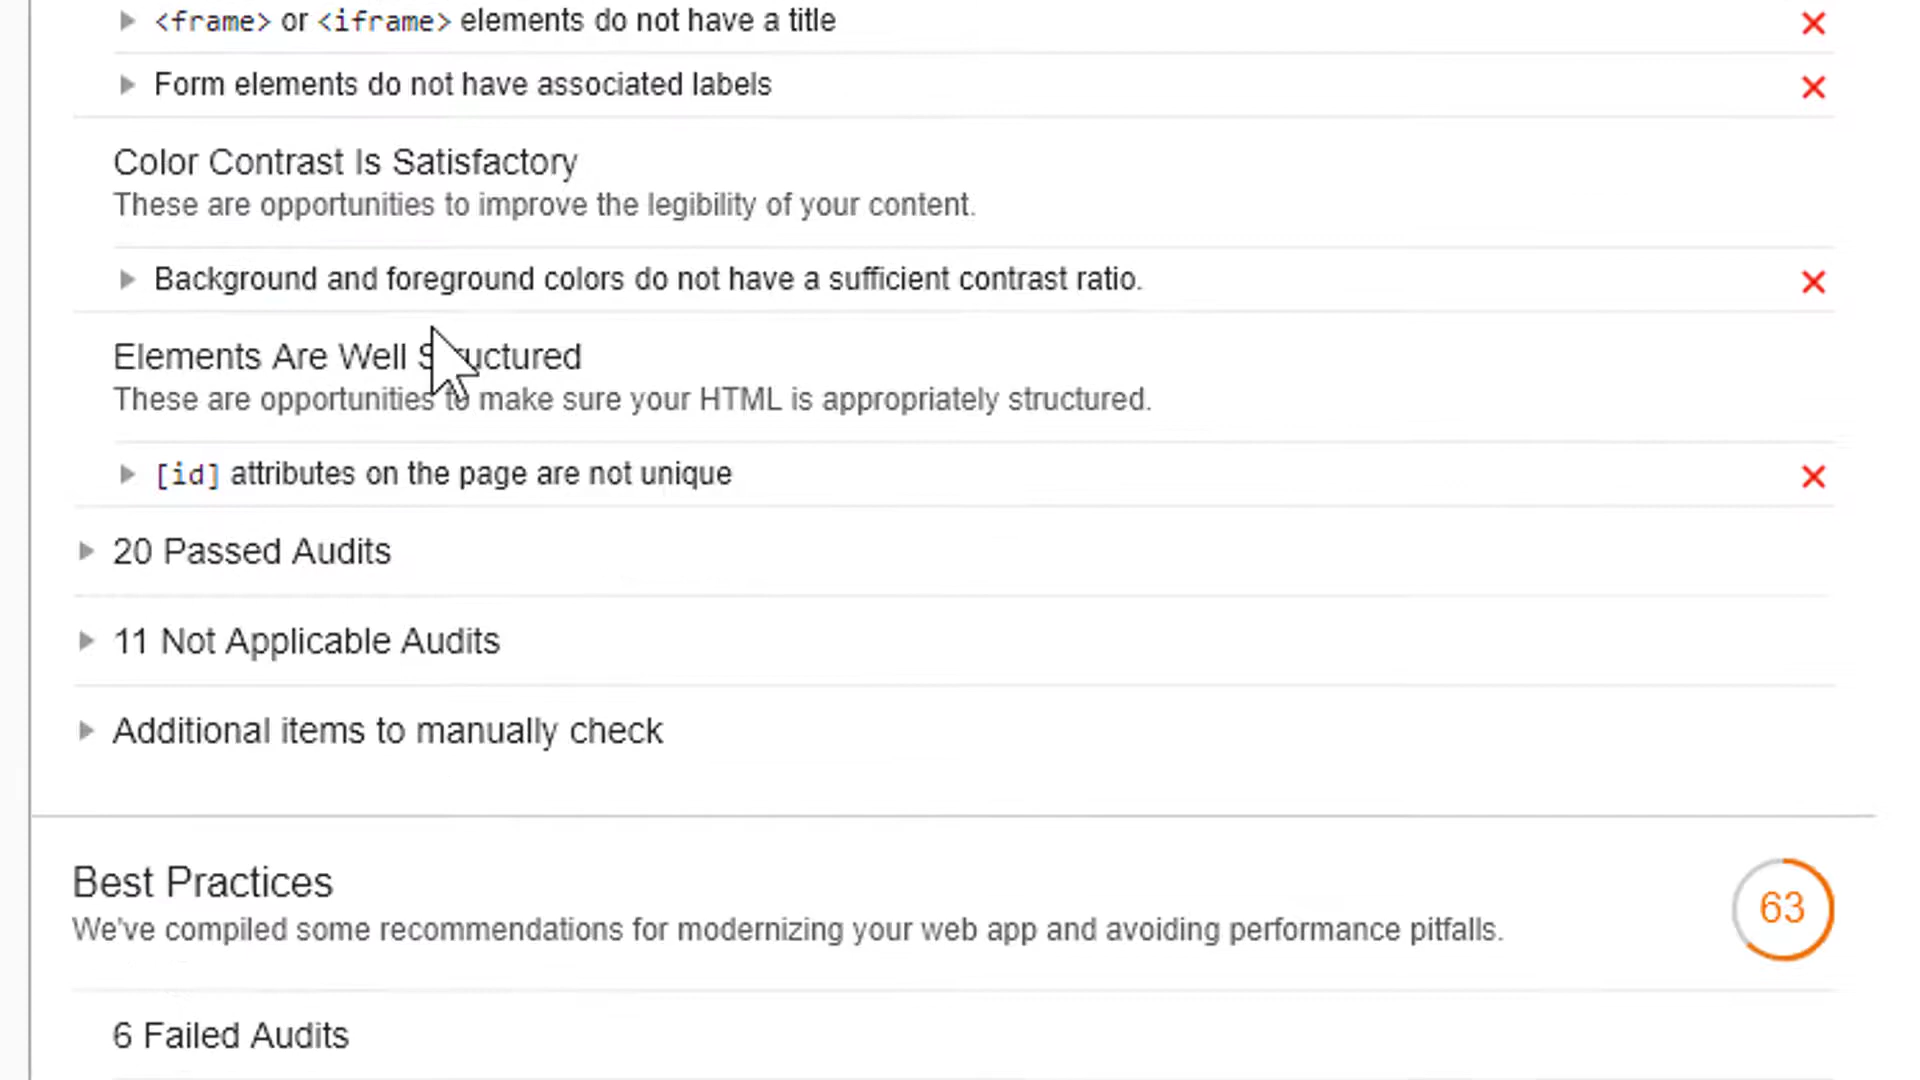 <frame> or <iframe> elements do not have a title
Form elements do not have associated labels
Color Contrast Is Satisfactory
These are opportunities to improve the legibility of your content.
Background and foreground colors do not have a sufficient contrast ratio.
Elements Are Well Structured
These are opportunities to make sure your HTML is appropriately structured.
[id] attributes on the page are not unique
20 Passed Audits
11 Not Applicable Audits
Additional items to manually check
Best Practices
We've compiled some recommendations for modernizing your web app and avoiding performance pitfalls.
63
6 Failed Audits